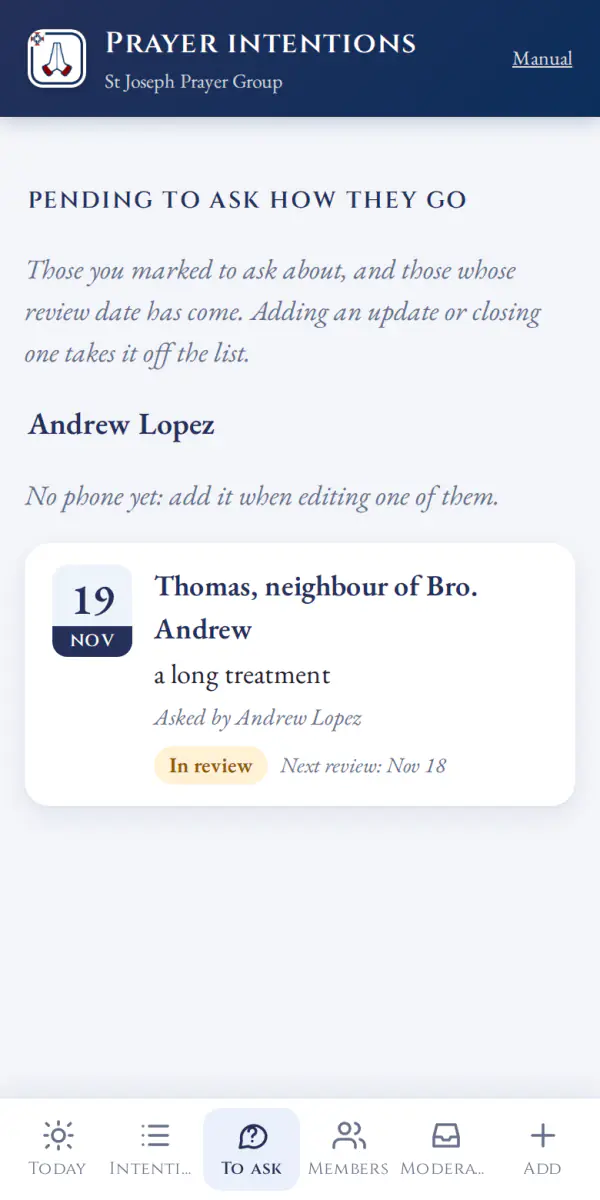 Prayer intentions
St Joseph Prayer Group
Manual
Pending to ask how they go
Those you marked to ask about, and those whose
review date has come. Adding an update or closing
one takes it off the list.
Andrew Lopez
No phone yet: add it when editing one of them.
19
NOV
Thomas, neighbour of Bro.
Andrew
a long treatment
Asked by Andrew Lopez
In review
Next review: Nov 18
Today
Intenti...
To ask
Members
Modera...
Add